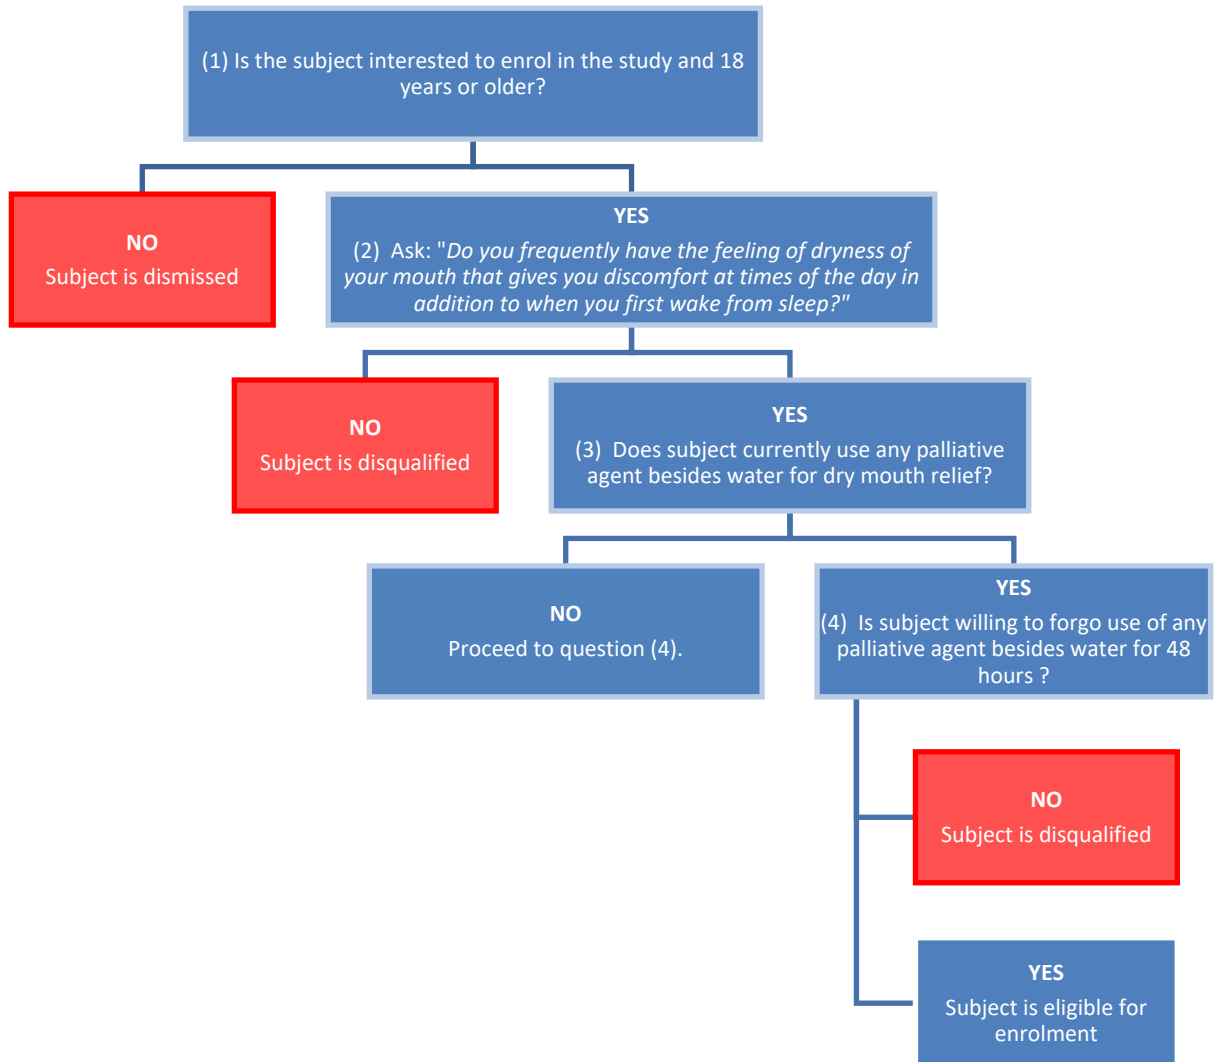 (1) Is the subject interested to enrol in the study and 18
years or older?
NO
Subject is dismissed
YES
(2) Ask: "Do you frequently have the feeling of dryness of
your mouth that gives you discomfort at times of the day in
addition to when you first wake from sleep?"
NO
Subject is disqualified
YES
(3) Does subject currently use any palliative
agent besides water for dry mouth relief?
NO
Proceed to question (4).
YES
(4) Is subject willing to forgo use of any
palliative agent besides water for 48
hours ?
NO
Subject is disqualified
YES
Subject is eligible for
enrolment